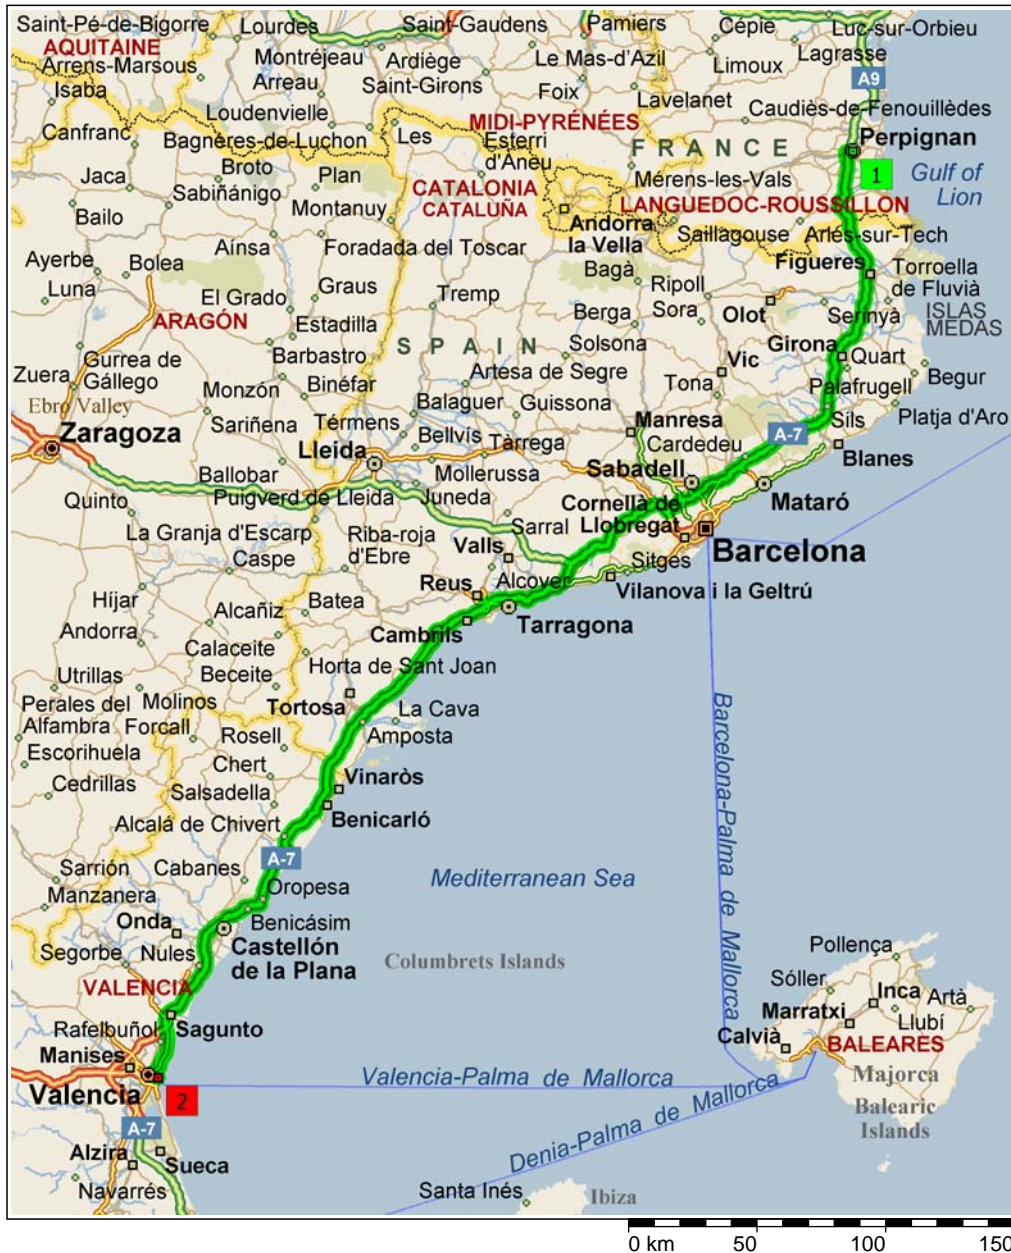 Saint-Pé-de-Bigorre
Lourdes
Saint-Gaudens
Pamiers
Cépie
Luc-sur-Orbieu
AQUITAINE
Montréjeau
Ardiège
Le Mas-d'Azil
Lagrasse
Arrens-Marsous
Arreau
Saint-Girons
Limoux
Isaba
Foix
Lavelanet
A9
Loudenvielle
MIDI-PYRÉNÉES
Caudiès-de-Fenouillèdes
Canfranc
Bagnères-de-Luchon
Les
Esterri
d'Aneu
FRANCE
Perpignan
Jaca
Broto
Plan
CATALONIA
CATALUÑA
Mérens-les-Vals
1
Gulf of
Lion
Sabiñánigo
Montanuy
LANGUEDOC-ROUSSILLON
Bailo
Andorra
la Vella
Saillagouse
Arlés-sur-Tech
Aínsa
Foradada del Toscar
Ayerbe
Bolea
Bagà
Figueres
Torroella
de Fluvià
Luna
El Grado
Graus
Tremp
Ripoll
ARAGÓN
Estadilla
Berga
Sora
Olot
Serinyà
ISLAS
MEDAS
SPAIN
Solsona
Girona
Gurrea de
Gállego
Barbastro
Vic
Quart
Zuera
Monzón
Binéfar
Artesa de Segre
Tona
Palafrugell
Begur
Ebro Valley
Balaguer
Guissona
Zaragoza
Sariñena
Térmens
Manresa
Sils
Platja d'Aro
Lleida
Bellvís
Tàrrega
Cardedeu
A-7
Blanes
Ballobar
Mollerussa
Sabadell
Quinto
Puigverd de Lleida
Juneda
Cornellà de
Llobregat
Mataró
La Granja d'Escarp
Riba-roja
d'Ebre
Sarral
Barcelona
Caspe
Valls
Sitges
Híjar
Reus
Alcover
Vilanova i la Geltrú
Alcañiz
Batea
Andorra
Cambrils
Tarragona
Calaceite
Horta de Sant Joan
Utrillas
Beceite
Perales del
Alfambra
Molinos
Tortosa
La Cava
Forcall
Rosell
Amposta
Escorihuela
Chert
Vinaròs
Cedrillas
Salsadella
Benicarló
Alcalá de Chivert
Barcelona-Palma de Mallorca
A-7
Sarrión
Cabanes
Oropesa
Mediterranean Sea
Manzanera
Onda
Benicásim
Segorbe
Nules
Castellón
de la Plana
Columbrets Islands
Pollença
Sóller
Inca
Artà
VALENCIA
Marratxi
Llubí
Rafelbuñol
Sagunto
Calvià
BALEARES
Manises
Valencia-Palma de Mallorca
Majorca
Valencia
2
Balearic
Islands
A-7
Denia-Palma de Mallorca
Alzira
Sueca
Navarrés
Santa Inés
Ibiza
0 km
50
100
150